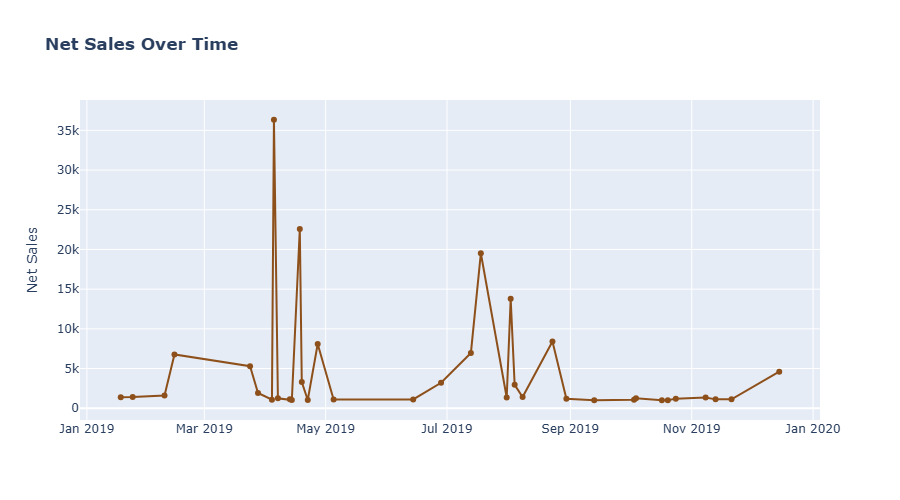 Net Sales Over Time
Net Sales
35k
30k
25k
20k
15k
10k
5k
0
Jan 2019 Mar 2019 May 2019 Jul 2019 Sep 2019 Nov 2019 Jan 2020